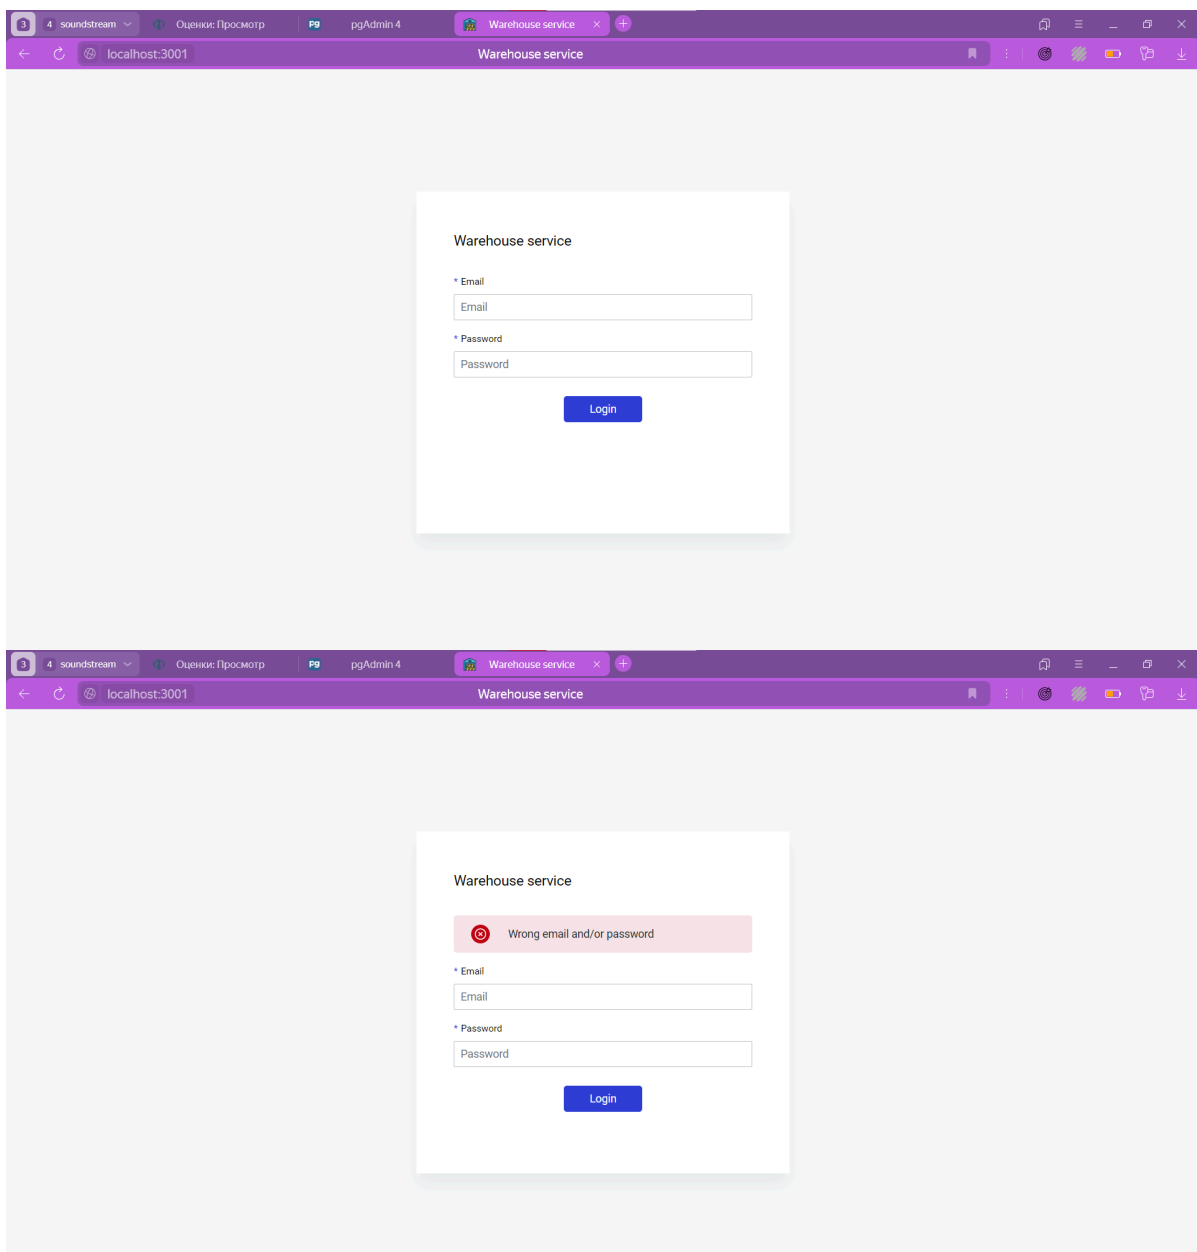 3 4 soundstream Оценки: Просмотр Pg pgAdmin 4 Warehouse service
localhost:3001 Warehouse service
Warehouse service
* Email
Email
* Password
Password
Login
3 4 soundstream Оценки: Просмотр Pg pgAdmin 4 Warehouse service
localhost:3001 Warehouse service
Warehouse service
Wrong email and/or password
* Email
Email
* Password
Password
Login